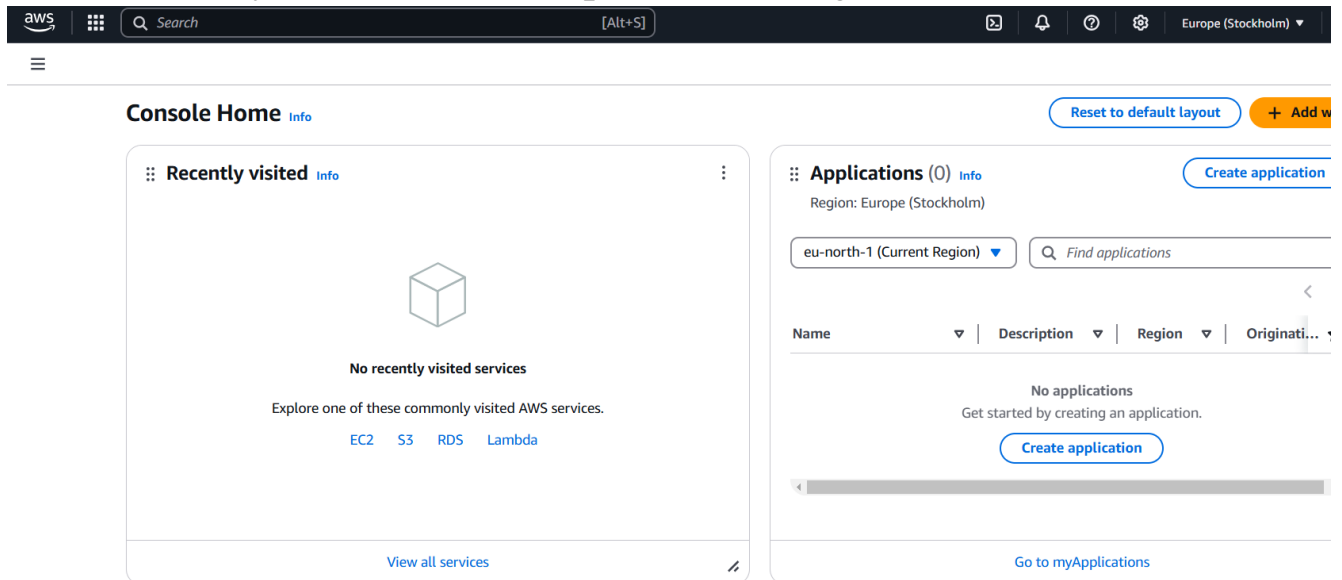 aws
Search [Alt+S]
Europe (Stockholm)
Console Home Info
Reset to default layout
+ Add w
Recently visited Info
No recently visited services
Explore one of these commonly visited AWS services.
EC2 S3 RDS Lambda
View all services
Applications (0) Info
Create application
Region: Europe (Stockholm)
eu-north-1 (Current Region)
Find applications
Name Description Region Originati...
No applications
Get started by creating an application.
Create application
Go to myApplications